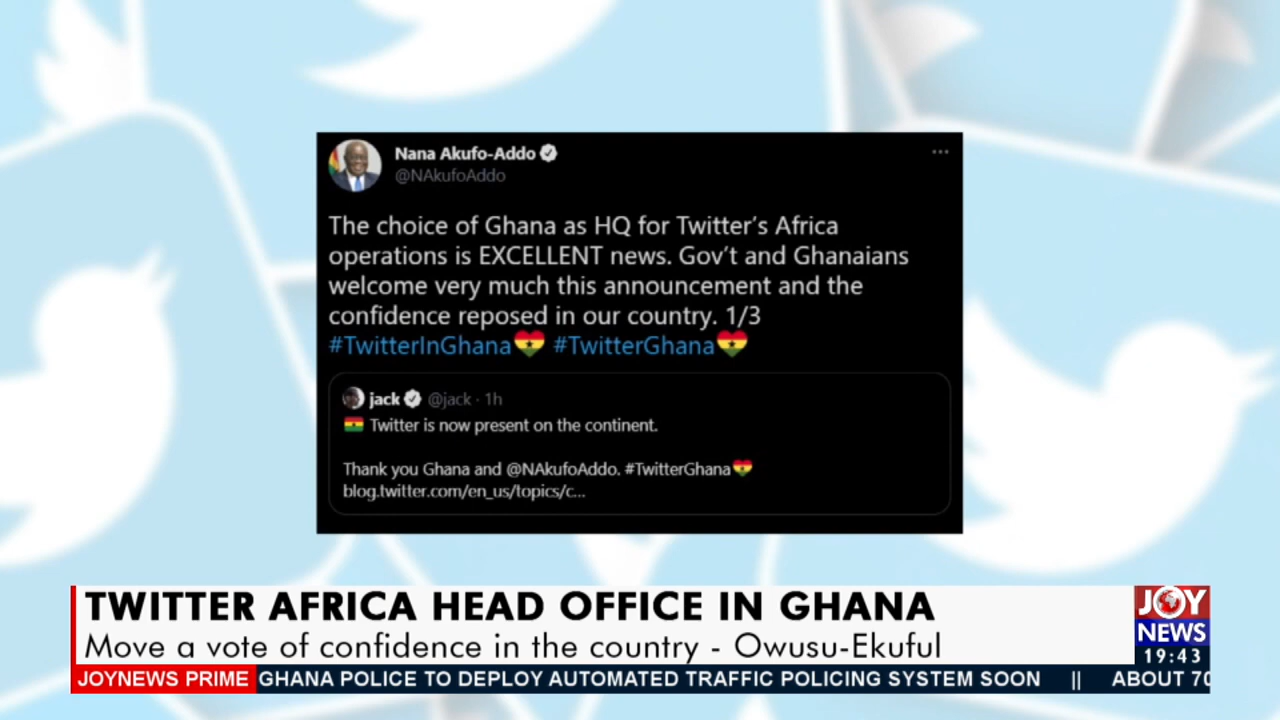 Nana Akufo-Addo
@NAkufoAddo
The choice of Ghana as HQ for Twitter's Africa
operations is EXCELLENT news. Gov't and Ghanaians
welcome very much this announcement and the
confidence reposed in our country. 1/3
#TwitterInGhana #TwitterGhana
jack @jack · 1h
Twitter is now present on the continent.
Thank you Ghana and @NAkufoAddo. #TwitterGhana
blog.twitter.com/en_us/topics/c...
TWITTER AFRICA HEAD OFFICE IN GHANA
Move a vote of confidence in the country - Owusu-Ekuful
JOY
NEWS
19:43
JOYNEWS PRIME GHANA POLICE TO DEPLOY AUTOMATED TRAFFIC POLICING SYSTEM SOON || ABOUT 70